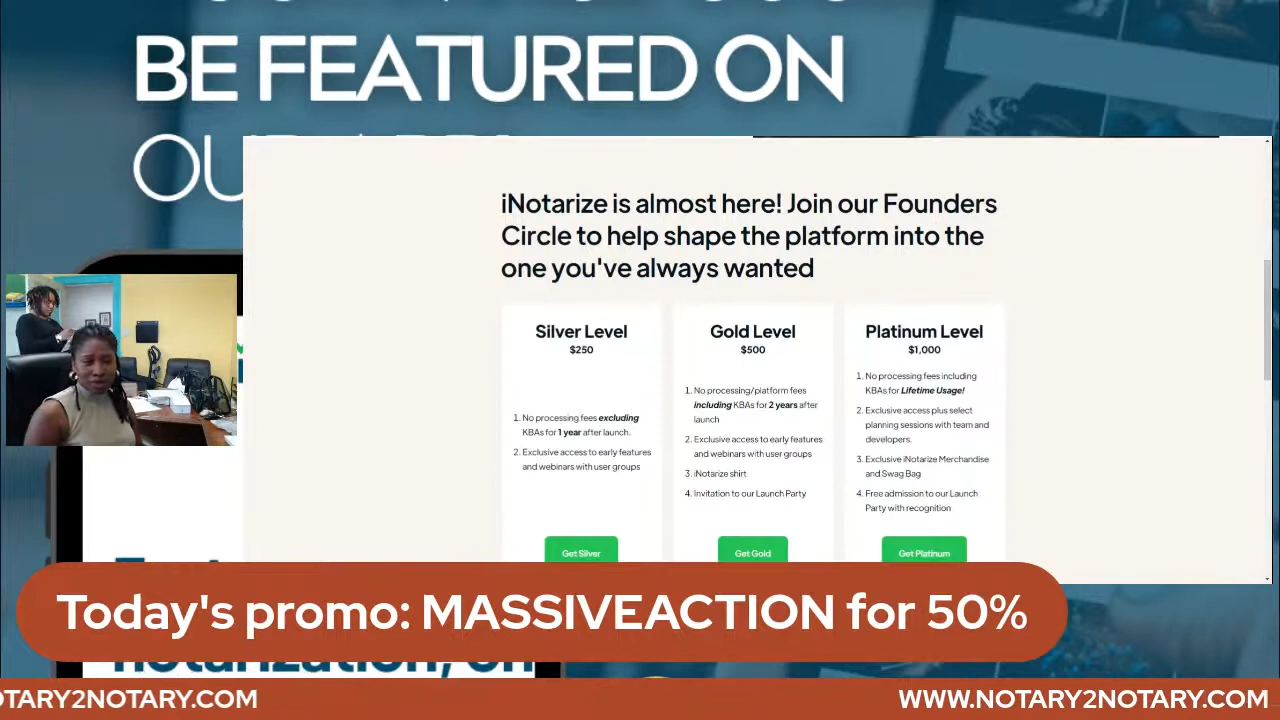 BE FEATURED ON
iNotarize is almost here! Join our Founders
Circle to help shape the platform into the
one you've always wanted
Silver Level
$250
1. No processing fees excluding
KBAs for 1 year after launch.
2. Exclusive access to early features
and webinars with user groups
Get Silver
Gold Level
$500
1. No processing/platform fees
including KBAs for 2 years after
launch
2. Exclusive access to early features
and webinars with user groups
3. iNotarize shirt
4. Invitation to our Launch Party
Get Gold
Platinum Level
$1,000
1. No processing fees including
KBAs for Lifetime Usage!
2. Exclusive access plus select
planning sessions with team and
developers.
3. Exclusive iNotarize Merchandise
and Swag Bag
4. Free admission to our Launch
Party with recognition
Get Platinum
Today's promo: MASSIVEACTION for 50%
notarization, on
OTARY2NOTARY.COM
WWW.NOTARY2NOTARY.COM